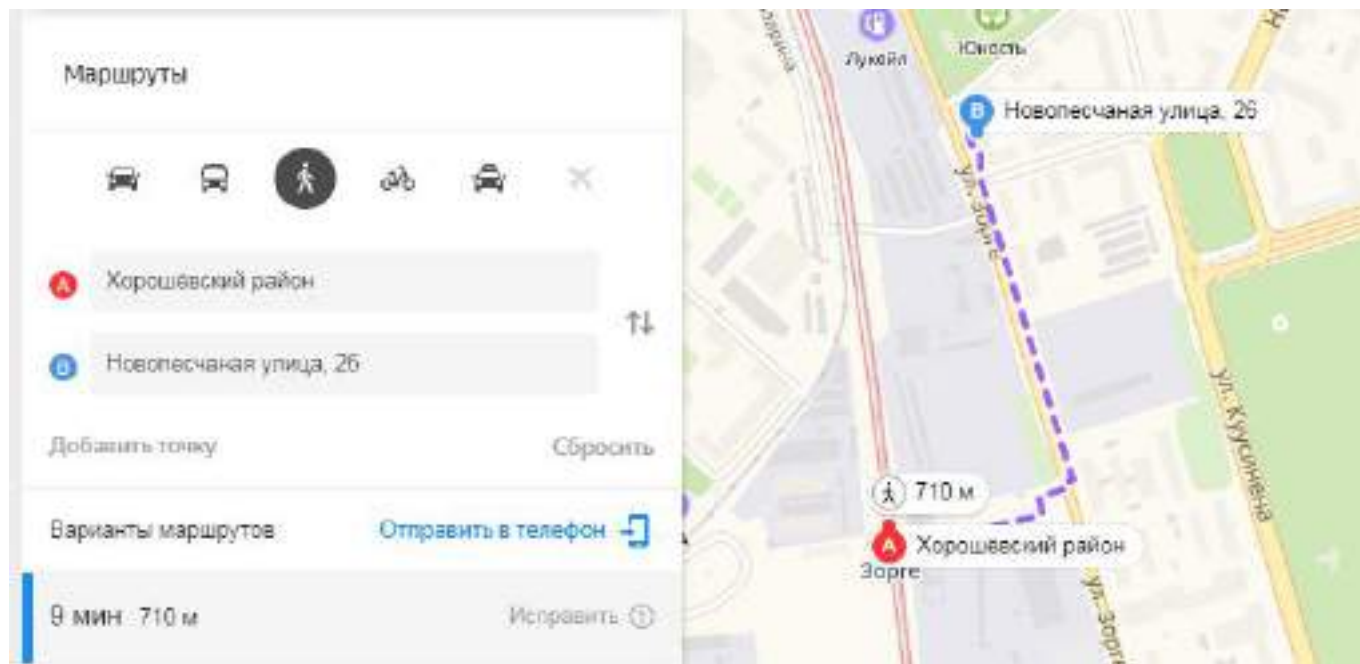 Маршруты
A Хорошёвский район
B Новопесчаная улица, 26
Добавить точку Сбросить
Варианты маршрутов Отправить в телефон
9 мин 710 м Исправить
Лукойл
Юность
B Новопесчаная улица, 26
ул. Зорге
ул. Куусинена
710 м
A Хорошёвский район
Зорге
ул. Зорге